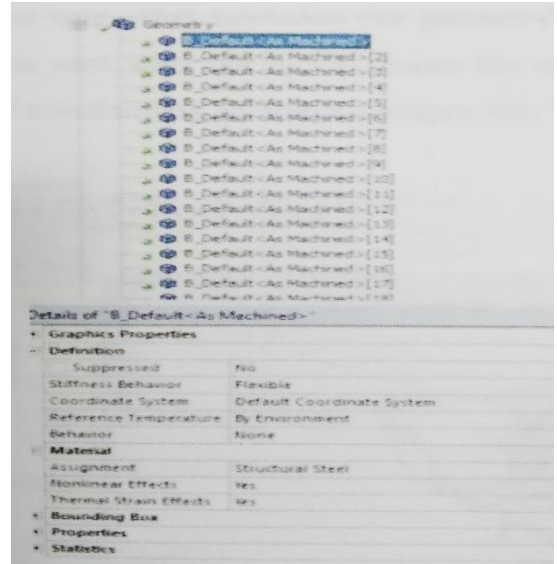 Geometry
B_Default<As Machined>
B_Default<As Machined>[2]
B_Default<As Machined>[3]
B_Default<As Machined>[4]
B_Default<As Machined>[5]
B_Default<As Machined>[6]
B_Default<As Machined>[7]
B_Default<As Machined>[8]
B_Default<As Machined>[9]
B_Default<As Machined>[10]
B_Default<As Machined>[11]
B_Default<As Machined>[12]
B_Default<As Machined>[13]
B_Default<As Machined>[14]
B_Default<As Machined>[15]
B_Default<As Machined>[16]
B_Default<As Machined>[17]
B_Default<As Machined>[18]
Details of "B_Default<As Machined>"
+ Graphics Properties
- Definition
Suppressed No
Stiffness Behavior Flexible
Coordinate System Default Coordinate System
Reference Temperature By Environment
Behavior None
- Material
Assignment Structural Steel
Nonlinear Effects Yes
Thermal Strain Effects Yes
+ Bounding Box
+ Properties
+ Statistics